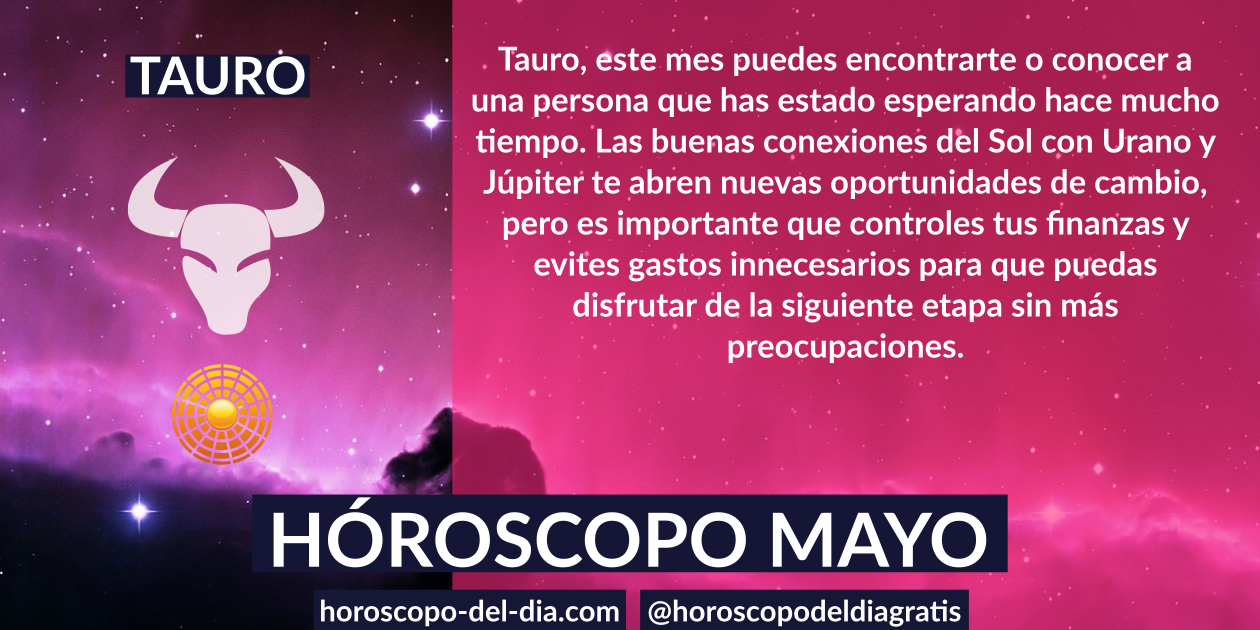 TAURO
Tauro, este mes puedes encontrarte o conocer a
una persona que has estado esperando hace mucho
tiempo. Las buenas conexiones del Sol con Urano y
Júpiter te abren nuevas oportunidades de cambio,
pero es importante que controles tus finanzas y
evites gastos innecesarios para que puedas
disfrutar de la siguiente etapa sin más
preocupaciones.
HÓROSCOPO MAYO
horoscopo-del-dia.com
@horoscopodeldiagratis